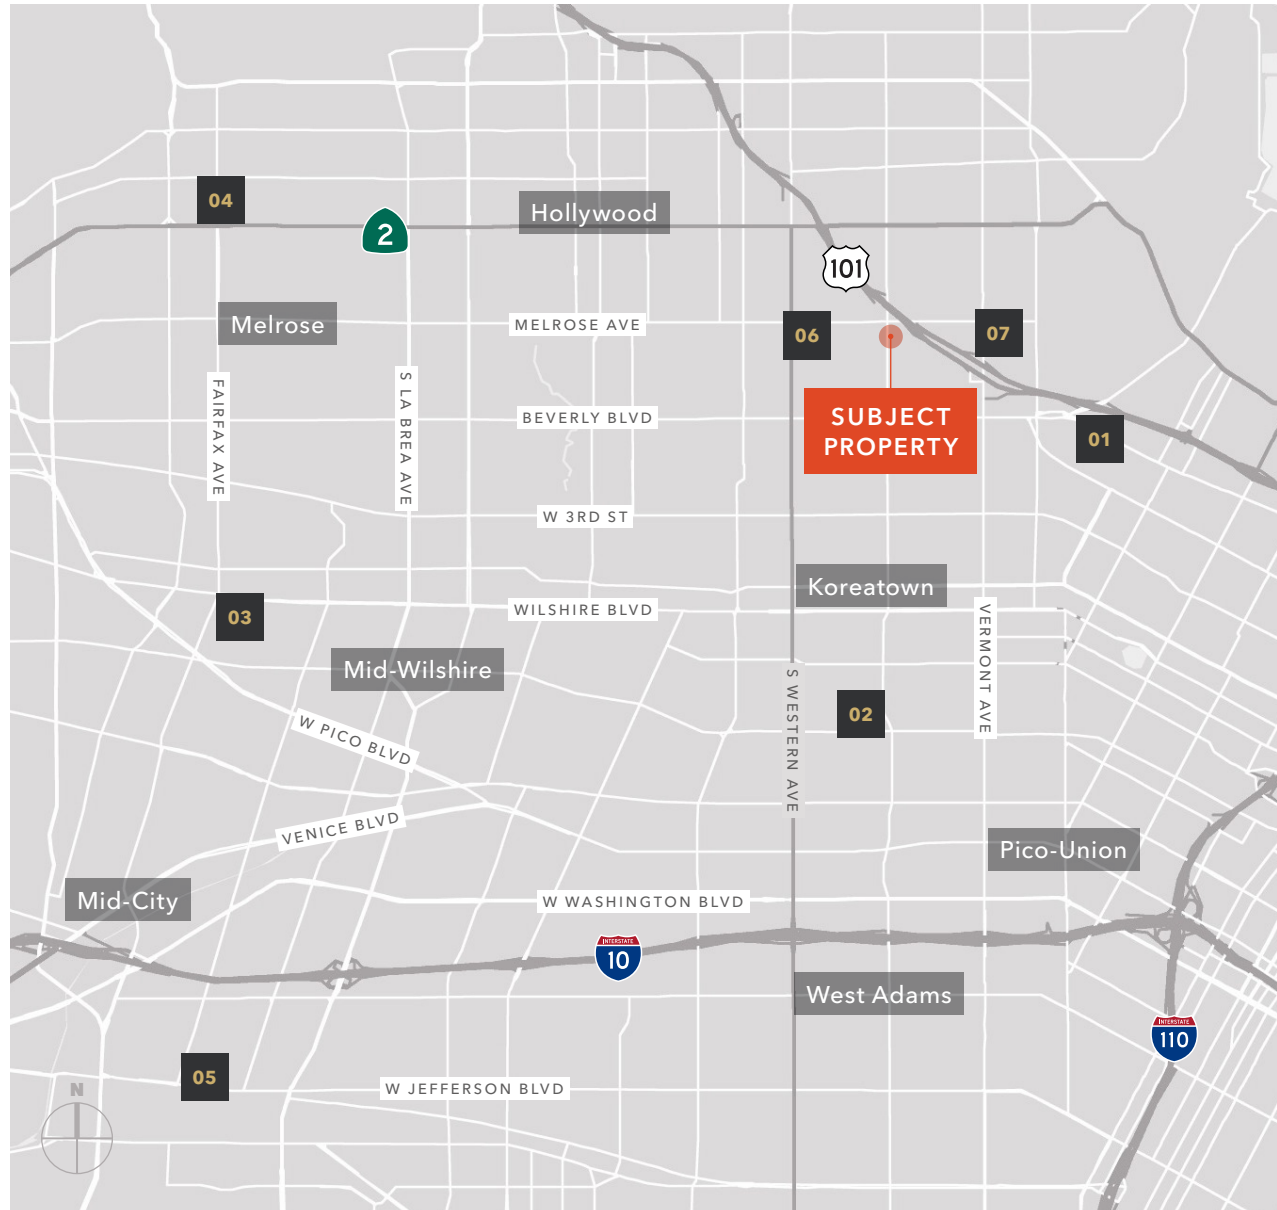 04
Hollywood
2
101
Melrose
MELROSE AVE
06
07
FAIRFAX AVE
S LA BREA AVE
BEVERLY BLVD
SUBJECT
PROPERTY
01
W 3RD ST
Koreatown
03
WILSHIRE BLVD
VERMONT AVE
Mid-Wilshire
S WESTERN AVE
02
W PICO BLVD
VENICE BLVD
Pico-Union
Mid-City
W WASHINGTON BLVD
INTERSTATE
10
West Adams
INTERSTATE
110
05
N
W JEFFERSON BLVD